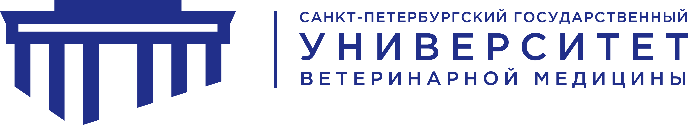 САНКТ-ПЕТЕРБУРГСКИЙ ГОСУДАРСТВЕННЫЙ
УНИВЕРСИТЕТ
ВЕТЕРИНАРНОЙ МЕДИЦИНЫ